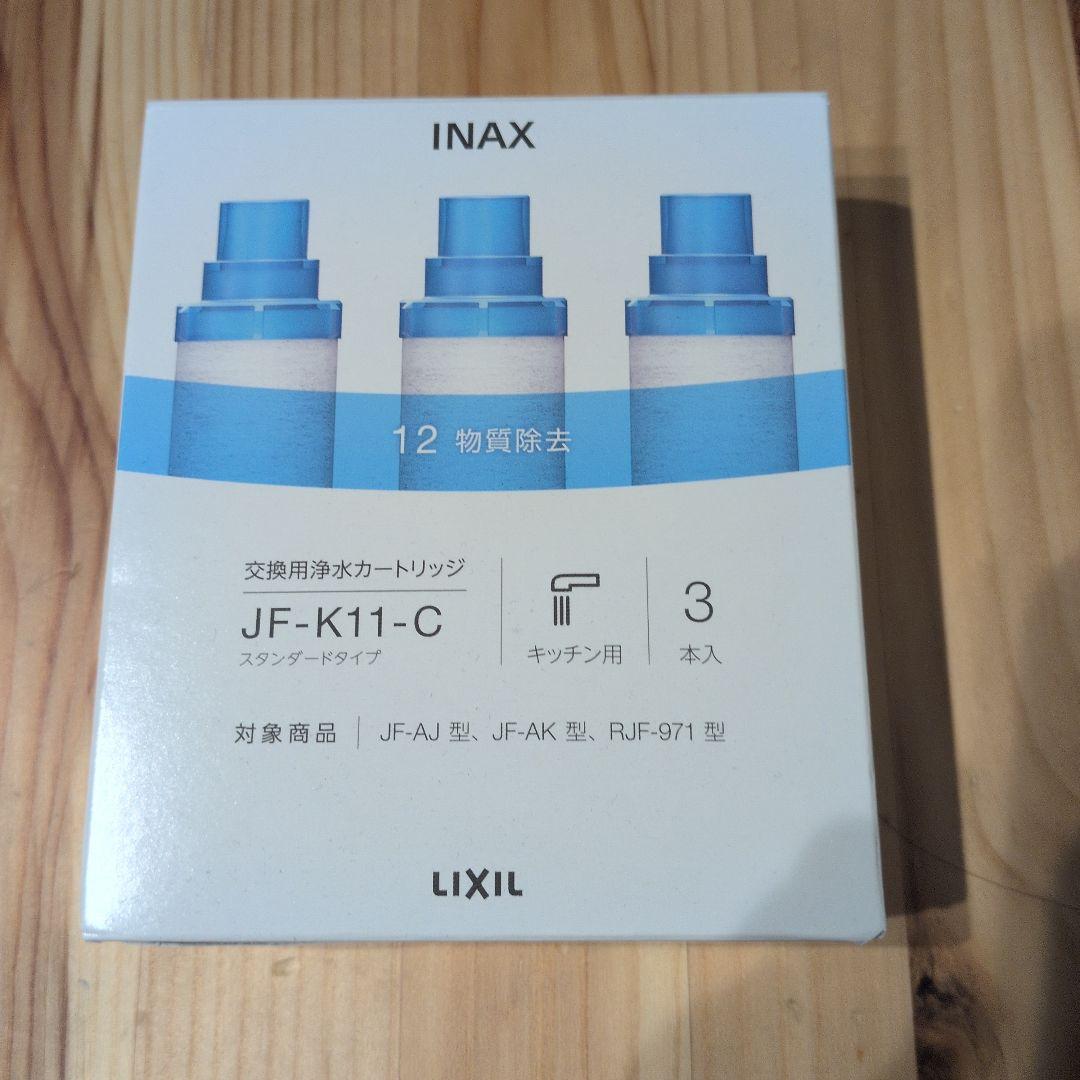 INAX
12 物質除去
交換用浄水カートリッジ
JF-K11-C
スタンダードタイプ
キッチン用
3
本入
対象商品 JF-AJ 型、JF-AK 型、RJF-971 型
LIXIL